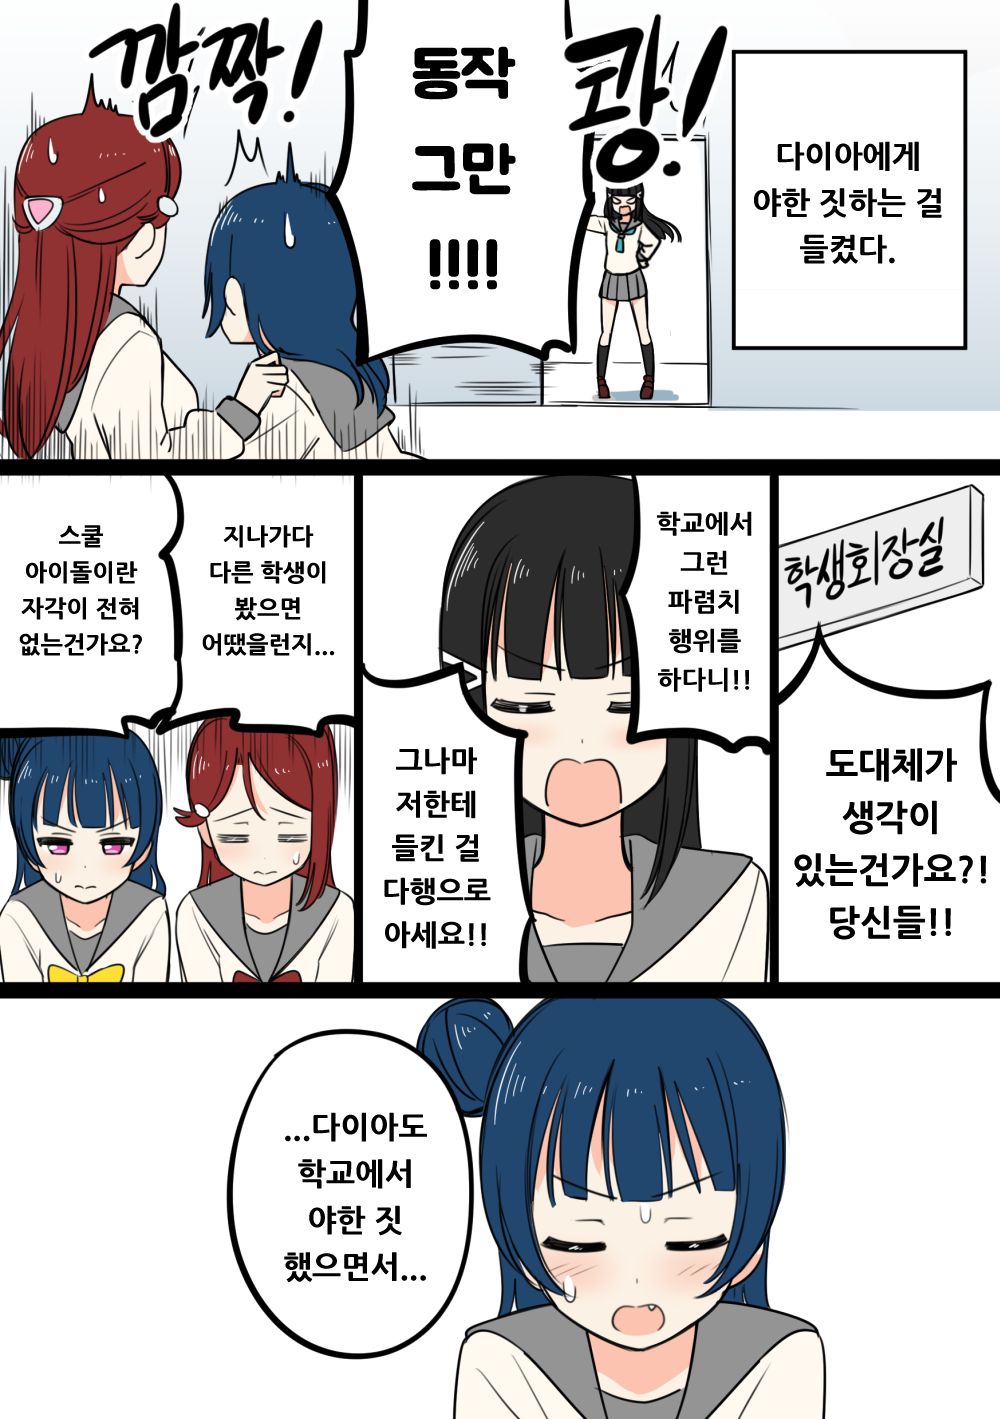 다이아에게
야한 짓하는 걸
들켰다.
쾅!
동작
그만
!!!!
깜짝!
학생회장실
도대체가
생각이
있는건가요?!
당신들!!
학교에서
그런
파렴치
행위를
하다니!!
그나마
저한테
들킨 걸
다행으로
아세요!!
지나가다
다른 학생이
봤으면
어땠을런지...
스쿨
아이돌이란
자각이 전혀
없는건가요?
...다이아도
학교에서
야한 짓
했으면서...